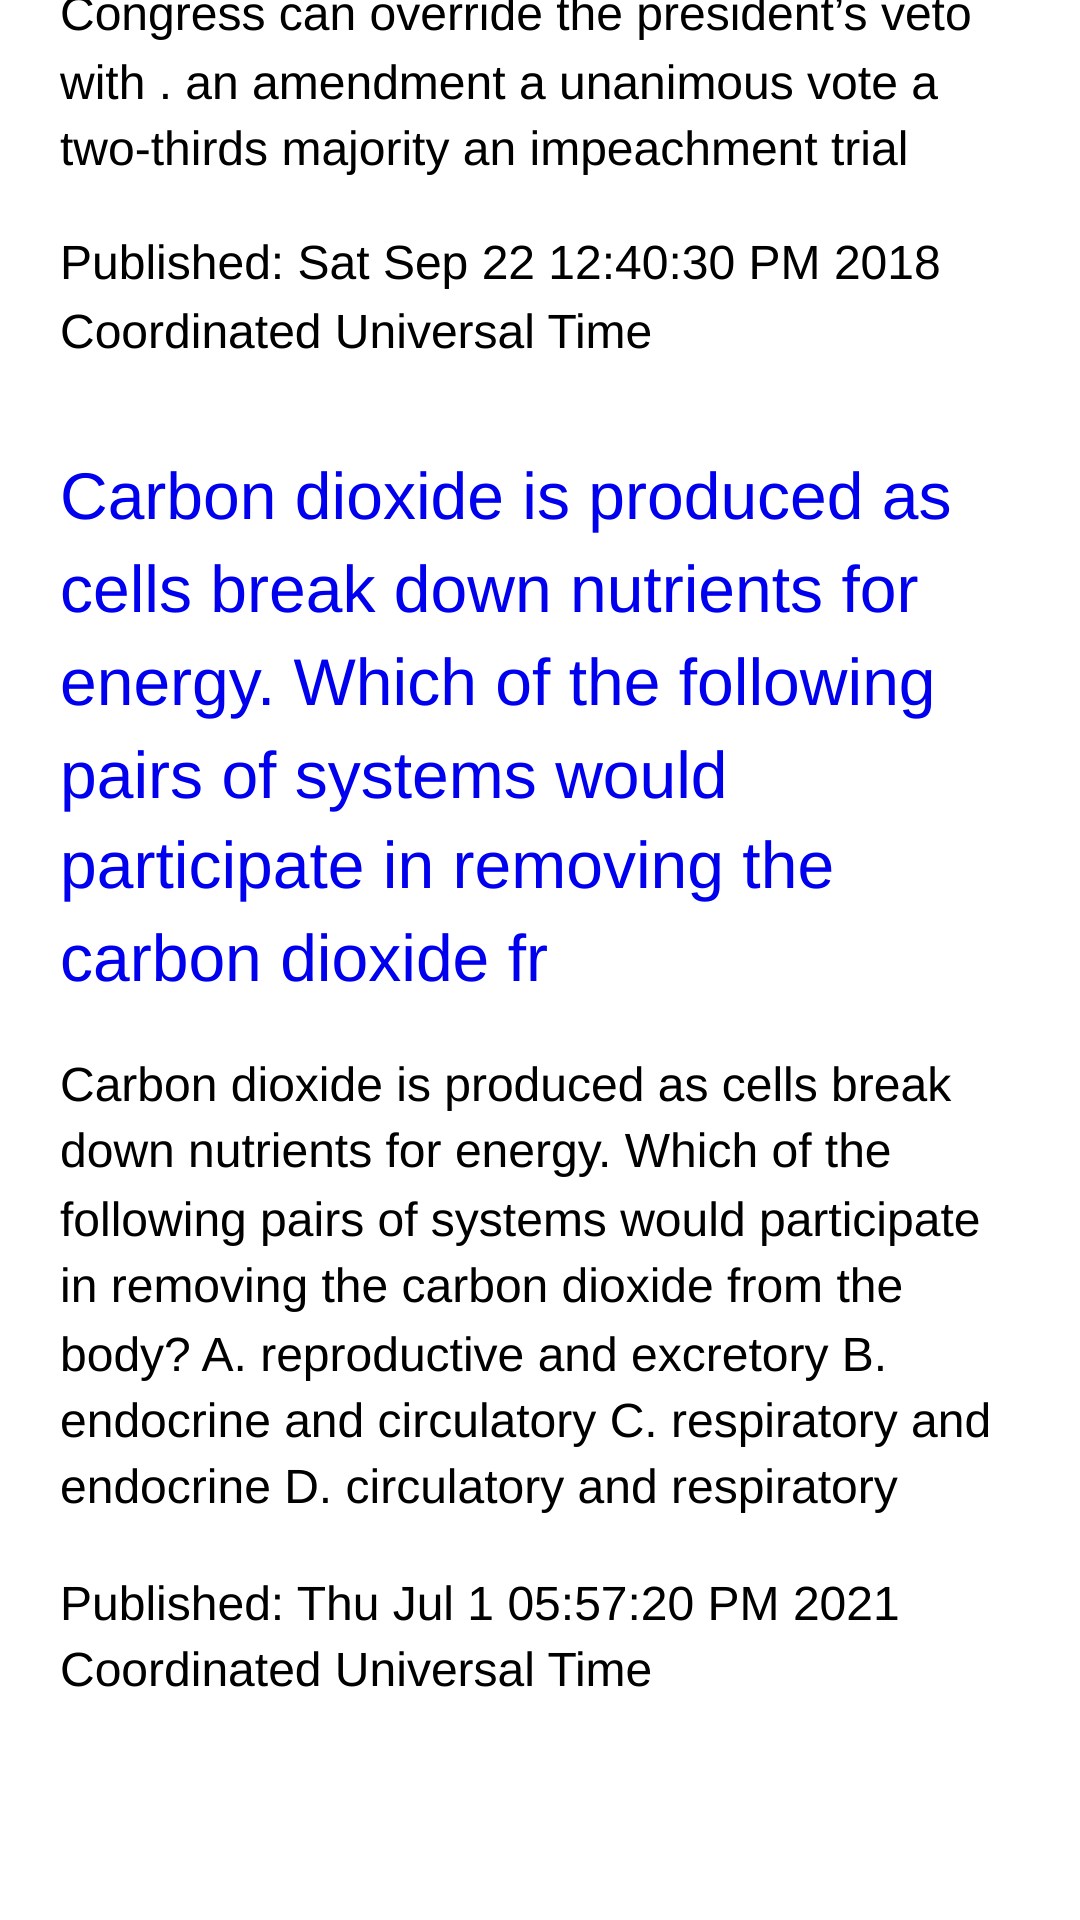 Congress can override the president’s veto
with . an amendment a unanimous vote a
two-thirds majority an impeachment trial
Published: Sat Sep 22 12:40:30 PM 2018
Coordinated Universal Time
Carbon dioxide is produced as
cells break down nutrients for
energy. Which of the following
pairs of systems would
participate in removing the
carbon dioxide fr
Carbon dioxide is produced as cells break
down nutrients for energy. Which of the
following pairs of systems would participate
in removing the carbon dioxide from the
body? A. reproductive and excretory B.
endocrine and circulatory C. respiratory and
endocrine D. circulatory and respiratory
Published: Thu Jul 1 05:57:20 PM 2021
Coordinated Universal Time